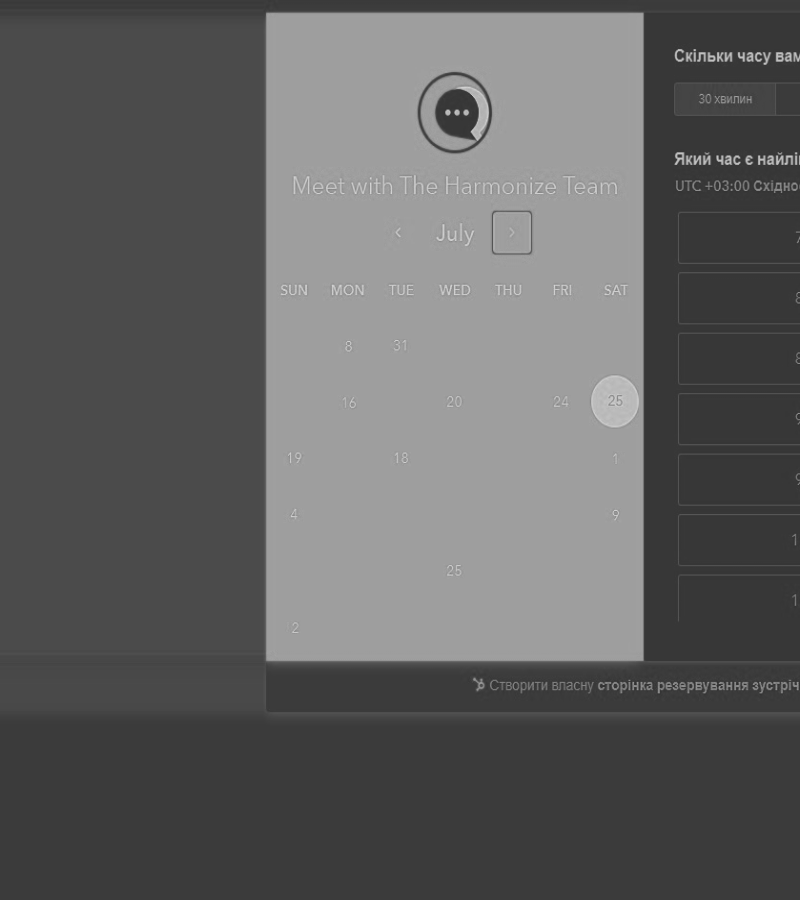 Meet with The Harmonize Team
July
SUN MON TUE WED THU FRI SAT
8 31
16 20 24 25
19 18 1
4 9
25
2
Скільки часу вам
30 хвилин
Який час є найлі
UTC +03:00 Східно
7
8
8
9
9
1
1
Створити власну сторінка резервування зустріч